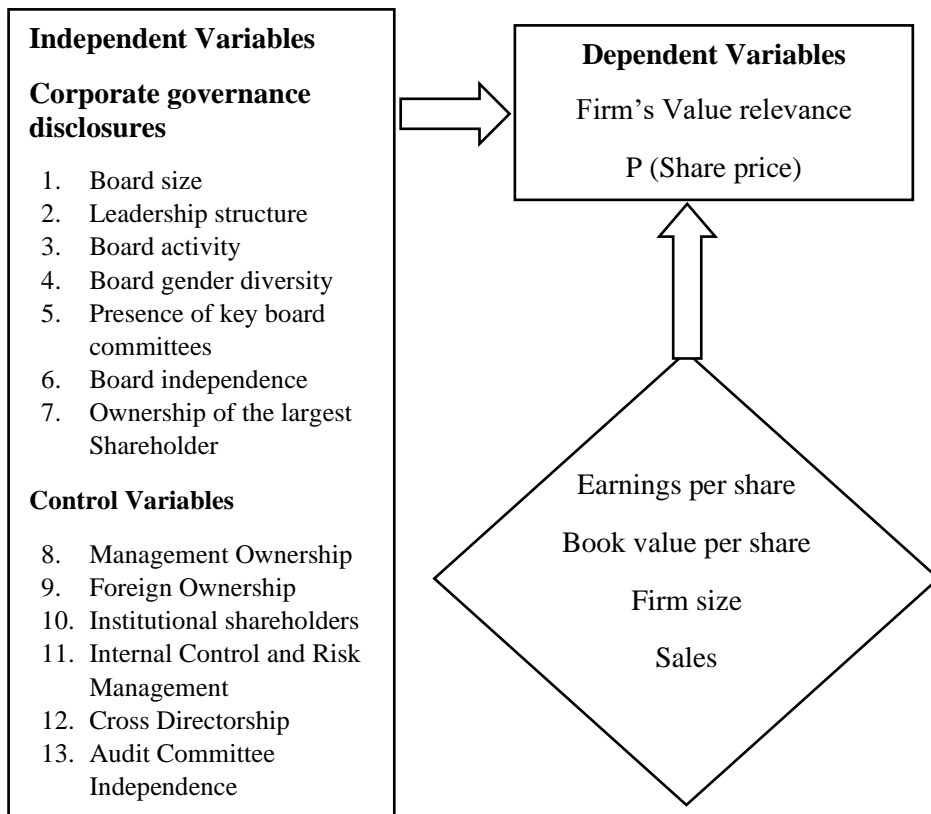 Independent Variables
Corporate governance
disclosures
1. Board size
2. Leadership structure
3. Board activity
4. Board gender diversity
5. Presence of key board
committees
6. Board independence
7. Ownership of the largest
Shareholder
Control Variables
8. Management Ownership
9. Foreign Ownership
10. Institutional shareholders
11. Internal Control and Risk
Management
12. Cross Directorship
13. Audit Committee
Independence
Dependent Variables
Firm’s Value relevance
P (Share price)
Earnings per share
Book value per share
Firm size
Sales